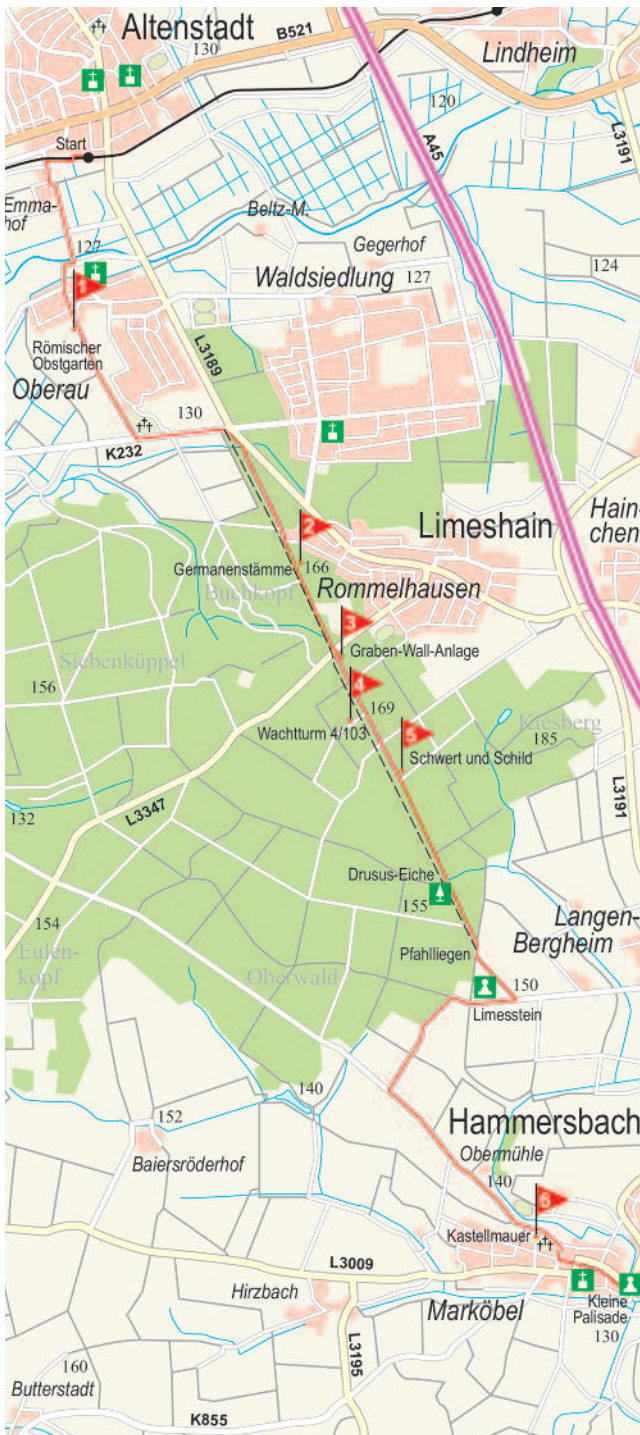 Altenstadt
130
B521
Lindheim
120
L3191
A45
Start
Emma-
hof
Beltz-M.
127
Gegerhof
124
1
Waldsiedlung
127
Römischer
Obstgarten
L3189
Oberau
130
K232
2
Limeshain
Hain-
chen
Germanenstämme
166
Buchkopf
Rommelhausen
3
Graben-Wall-Anlage
Siebenküppel
156
4
169
Wachtturm 4/103
5
Kiesberg
185
Schwert und Schild
L3191
132
L3347
Drusus-Eiche
155
154
Eulen-
kopf
Langen-
Bergheim
Pfahlliegen
Oberwald
150
Limesstein
140
152
Hammersbach
Obermühle
Baiersröderhof
140
6
Kastellmauer
L3009
Hirzbach
Kleine
Palisade
Marköbel
130
L3195
160
Butterstadt
K855